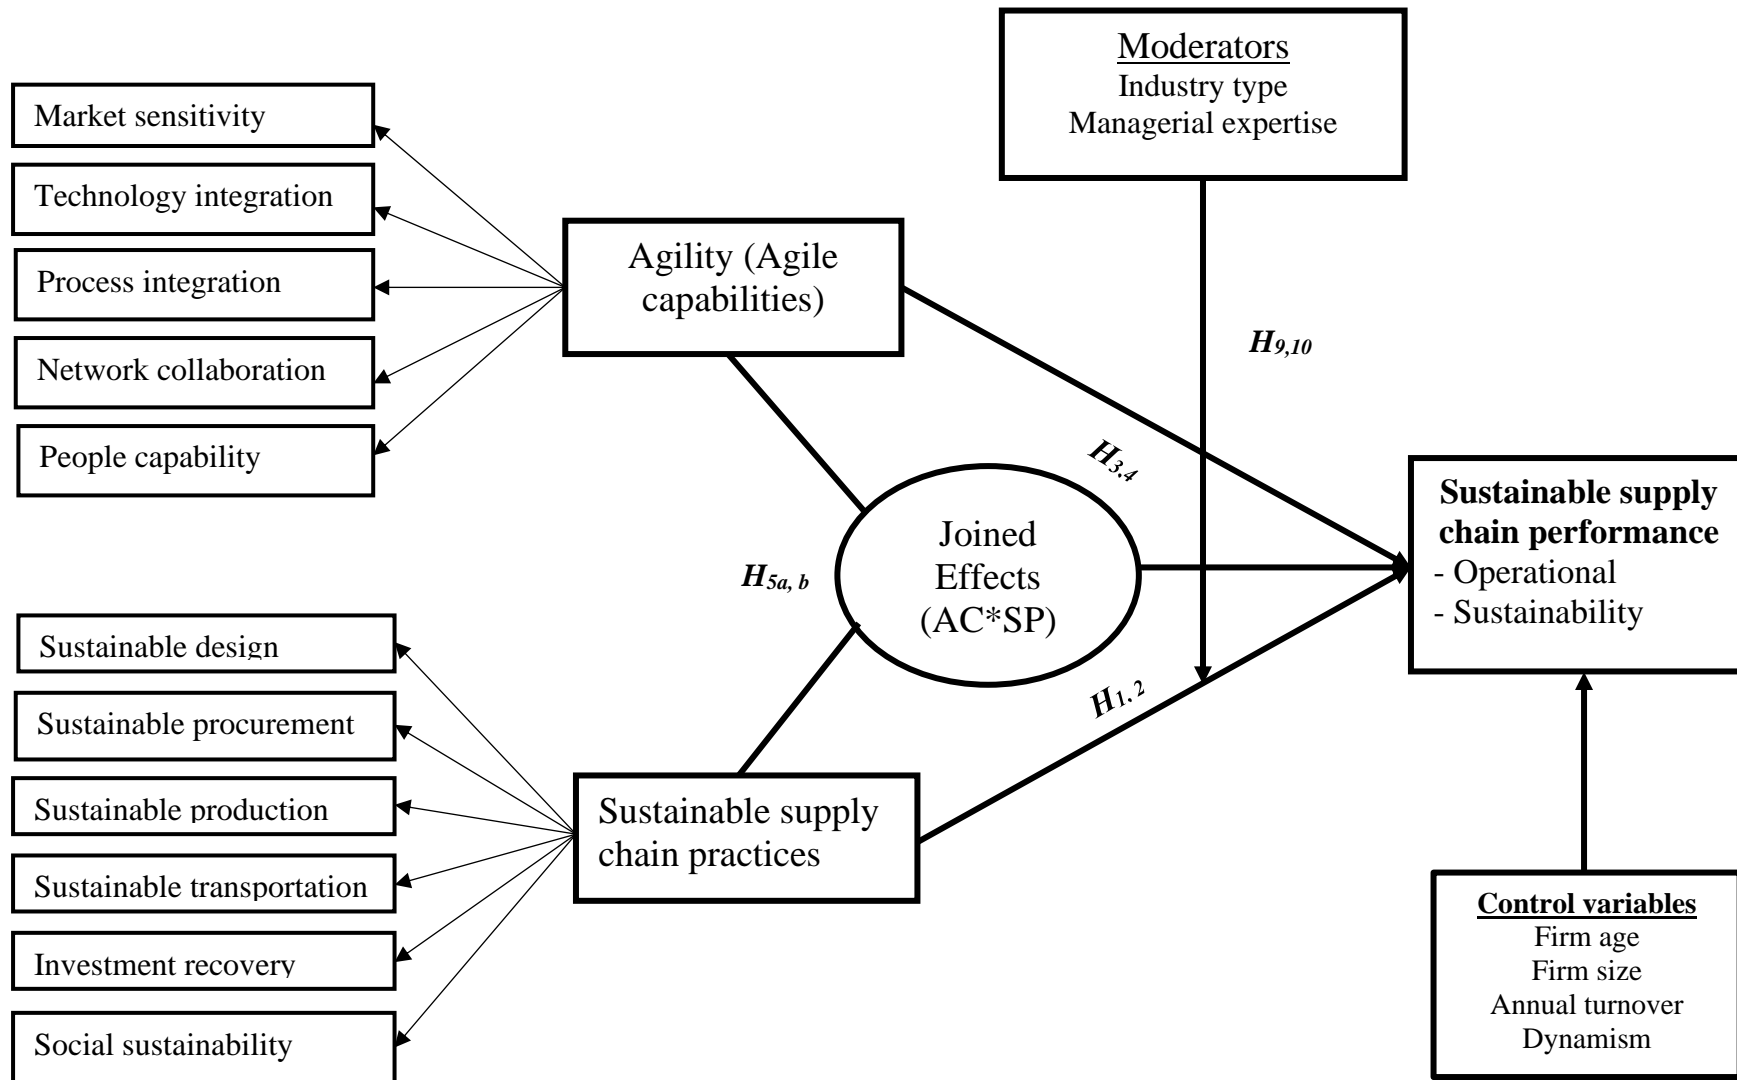 Moderators
Industry type
Managerial expertise
Market sensitivity
Technology integration
Process integration
Network collaboration
People capability
Agility (Agile
capabilities)
H9,10
H3,4
Joined
Effects
(AC*SP)
H5a, b
H1, 2
Sustainable supply
chain performance
- Operational
- Sustainability
Sustainable design
Sustainable procurement
Sustainable production
Sustainable transportation
Investment recovery
Social sustainability
Sustainable supply
chain practices
Control variables
Firm age
Firm size
Annual turnover
Dynamism